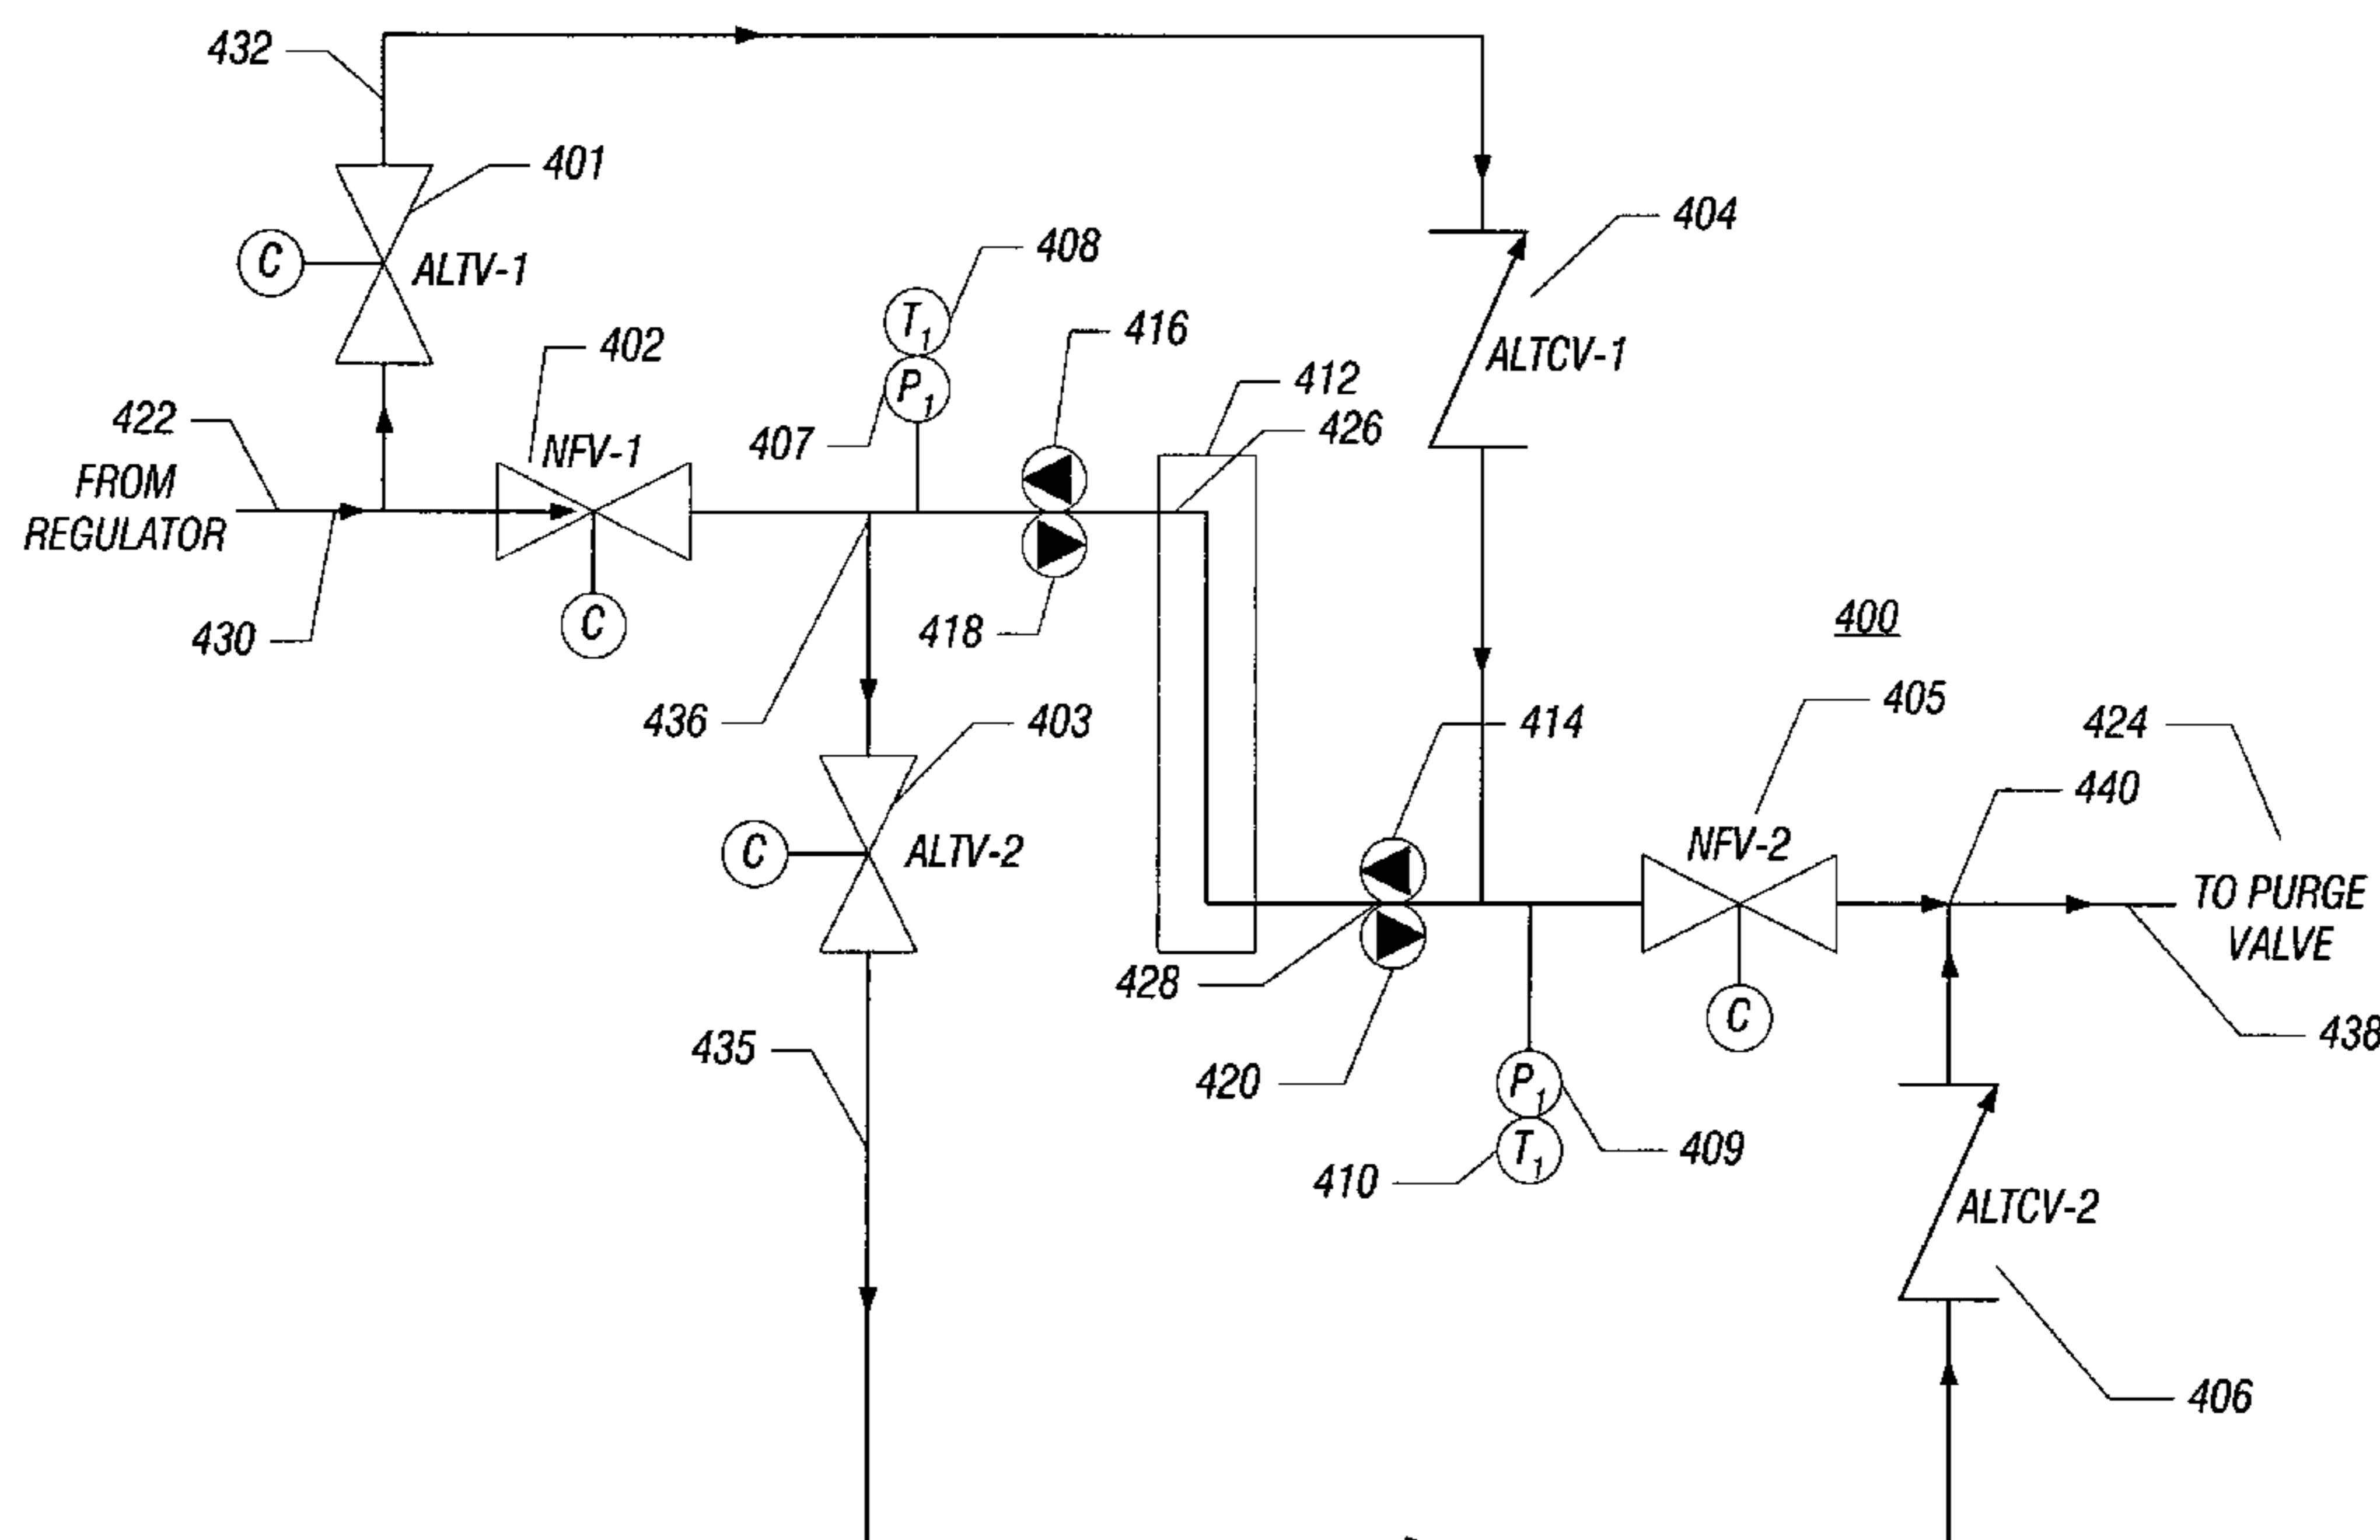 432
401
C
ALTV-1
404
408
T1
P1
407
416
402
412
426
ALTCV-1
422
NFV-1
FROM
REGULATOR
430
C
418
400
436
403
414
405
424
440
NFV-2
C
ALTV-2
TO PURGE
VALVE
428
C
438
435
420
P1
T1
409
410
ALTCV-2
406